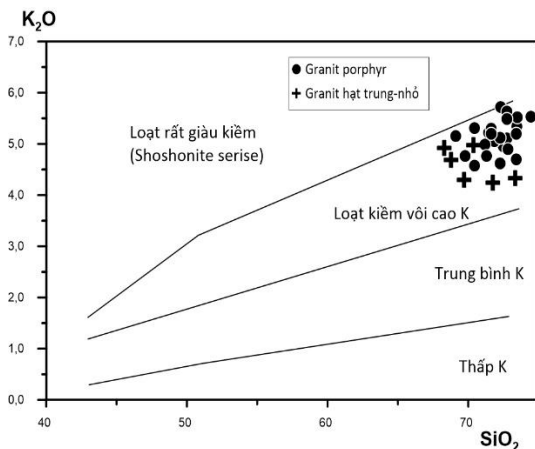 K2O
7,0
6,0
5,0
4,0
3,0
2,0
1,0
0,0
Granit porphyr
Granit hạt trung-nhỏ
Loạt rất giàu kiềm
(Shoshonite serise)
Loạt kiềm vôi cao K
Trung bình K
Thấp K
40
50
60
70
SiO2